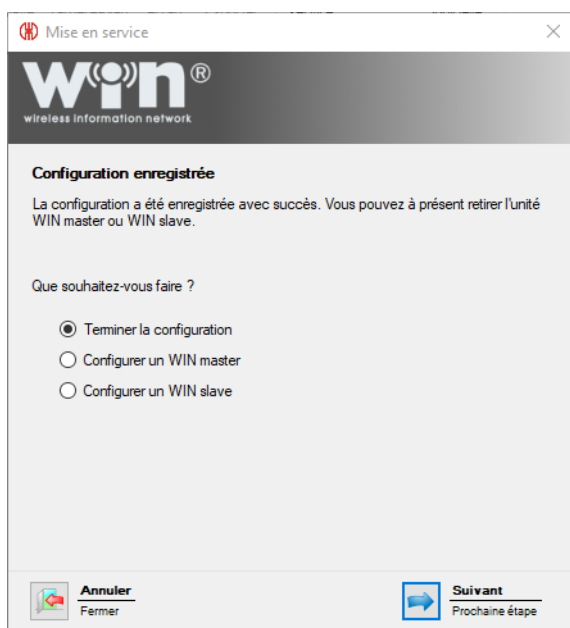 Mise en service
WIN®
wireless information network
Configuration enregistrée
La configuration a été enregistrée avec succès. Vous pouvez à présent retirer l'unité
WIN master ou WIN slave.
Que souhaitez-vous faire ?
Terminer la configuration
Configurer un WIN master
Configurer un WIN slave
Annuler
Fermer
Suivant
Prochaine étape